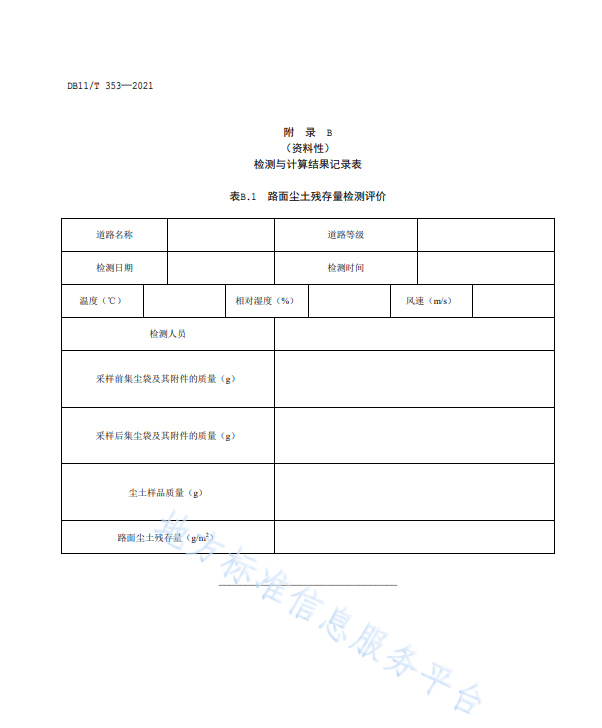 DB11/T 353—2021
附 录 B
（资料性）
检测与计算结果记录表
表B.1 路面尘土残存量检测评价
道路名称 道路等级
检测日期 检测时间
温度（℃） 相对湿度（%） 风速（m/s）
检测人员
采样前集尘袋及其附件的质量（g）
采样后集尘袋及其附件的质量（g）
尘土样品质量（g）
路面尘土残存量（g/m²）
地方标准信息服务平台